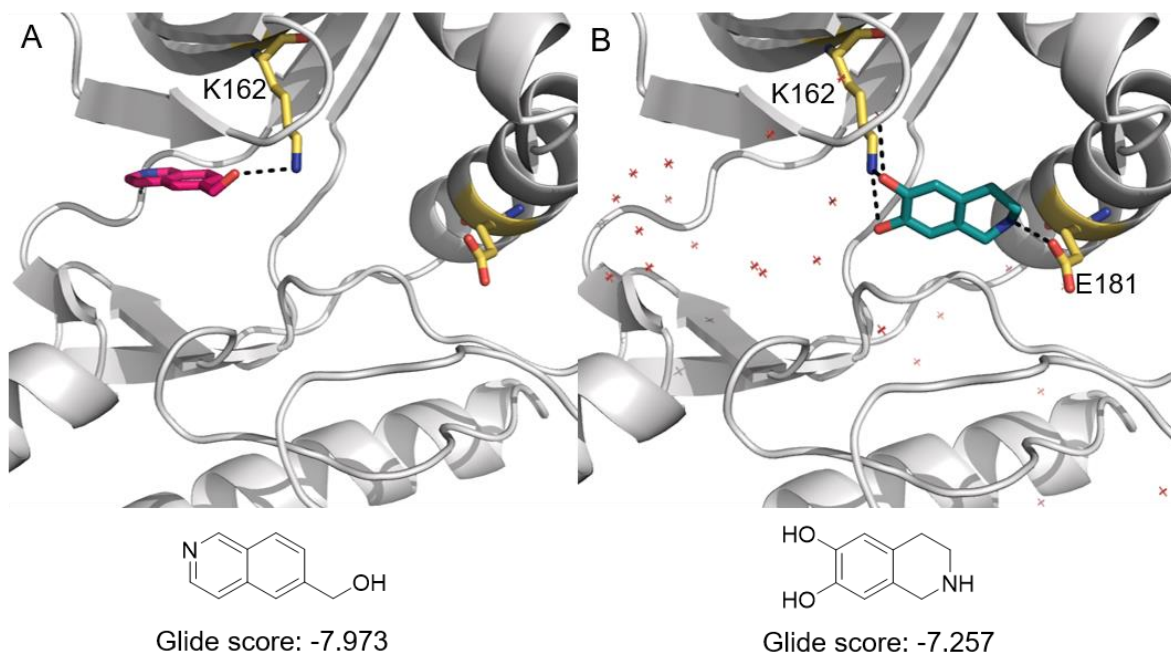 A
K162
B
K162
E181
N
OH
HO
HO
NH
Glide score: -7.973
Glide score: -7.257